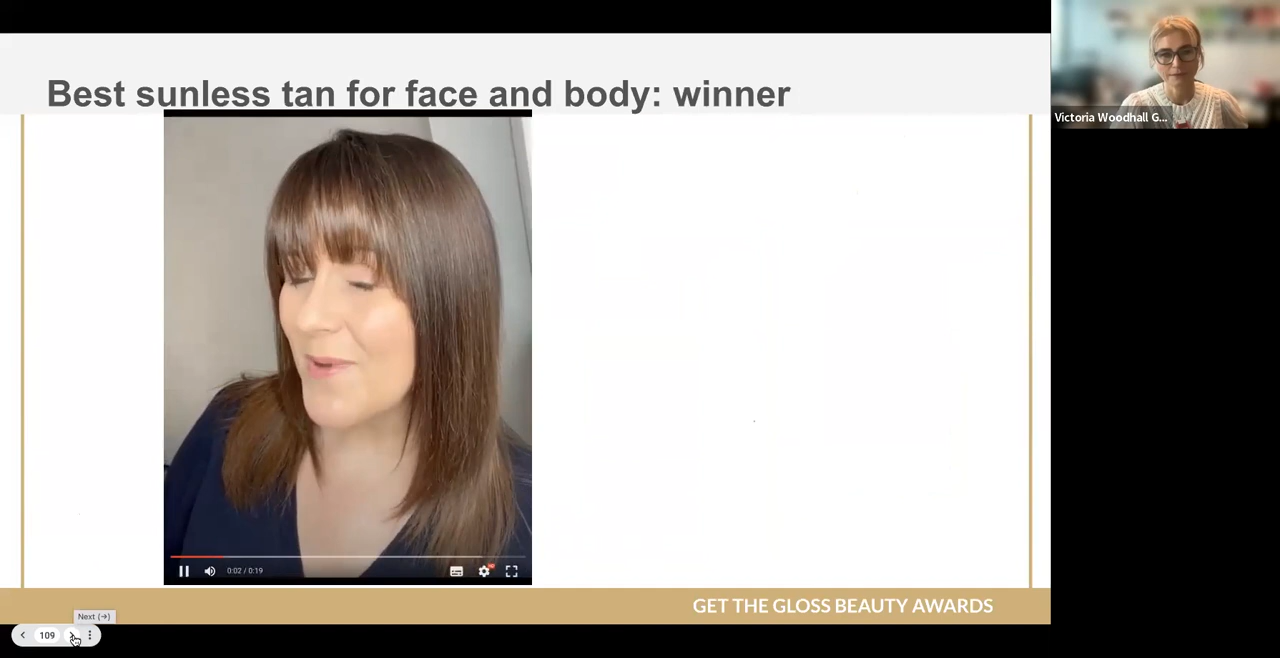 Best sunless tan for face and body: winner
Victoria Woodhall G...
0:02 / 0:19
GET THE GLOSS BEAUTY AWARDS
Next (→)
109